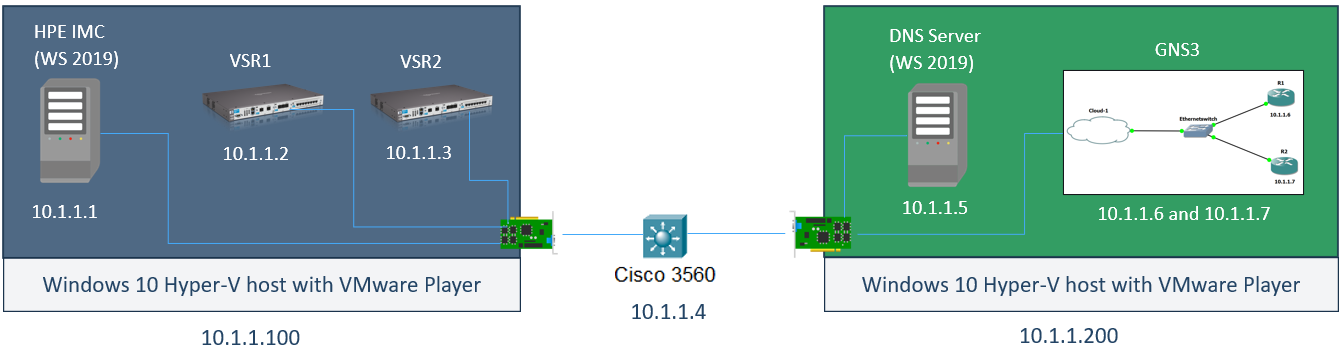 HPE IMC
(WS 2019)
VSR1
VSR2
10.1.1.2
10.1.1.3
10.1.1.1
Windows 10 Hyper-V host with VMware Player
10.1.1.100
Cisco 3560
10.1.1.4
DNS Server
(WS 2019)
GNS3
Cloud-1
Ethernetswitch
R1
10.1.1.6
R2
10.1.1.7
10.1.1.5
10.1.1.6 and 10.1.1.7
Windows 10 Hyper-V host with VMware Player
10.1.1.200